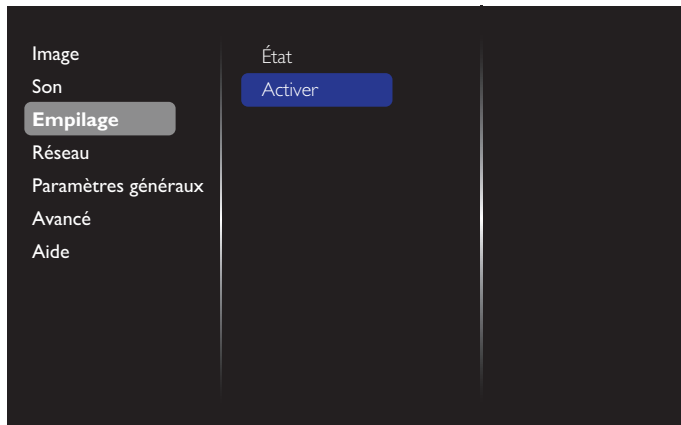 Image
Son
Empilage
Réseau
Paramètres généraux
Avancé
Aide
État
Activer